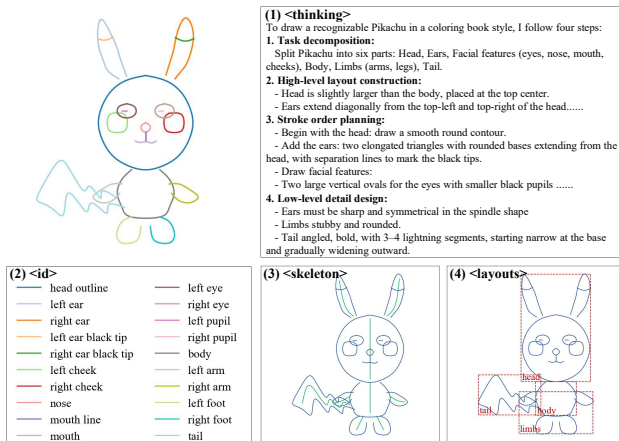 (1) <thinking>
To draw a recognizable Pikachu in a coloring book style, I follow four steps:
1. Task decomposition:
Split Pikachu into six parts: Head, Ears, Facial features (eyes, nose, mouth,
cheeks), Body, Limbs (arms, legs), Tail.
2. High-level layout construction:
- Head is slightly larger than the body, placed at the top center.
- Ears extend diagonally from the top-left and top-right of the head......
3. Stroke order planning:
- Begin with the head: draw a smooth round contour.
- Add the ears: two elongated triangles with rounded bases extending from the
head, with separation lines to mark the black tips.
- Draw facial features:
- Two large vertical ovals for the eyes with smaller black pupils ......
4. Low-level detail design:
- Ears must be sharp and symmetrical in the spindle shape
- Limbs stubby and rounded.
- Tail angled, bold, with 3–4 lightning segments, starting narrow at the base
and gradually widening outward.
(2) <id>
head outline
left ear
right ear
left ear black tip
right ear black tip
left cheek
right cheek
nose
mouth line
mouth
left eye
right eye
left pupil
right pupil
body
left arm
right arm
left foot
right foot
tail
(3) <skeleton>
(4) <layouts>
head
tail
body
limbs